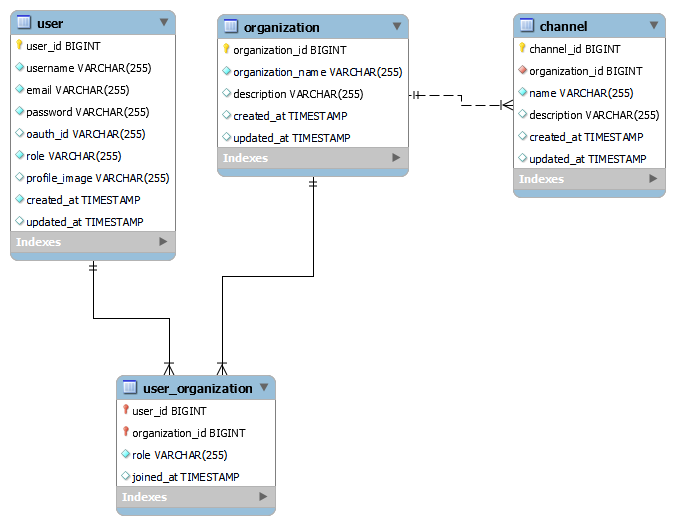 user
user_id BIGINT
username VARCHAR(255)
email VARCHAR(255)
password VARCHAR(255)
oauth_id VARCHAR(255)
role VARCHAR(255)
profile_image VARCHAR(255)
created_at TIMESTAMP
updated_at TIMESTAMP
Indexes
organization
organization_id BIGINT
organization_name VARCHAR(255)
description VARCHAR(255)
created_at TIMESTAMP
updated_at TIMESTAMP
Indexes
channel
channel_id BIGINT
organization_id BIGINT
name VARCHAR(255)
description VARCHAR(255)
created_at TIMESTAMP
updated_at TIMESTAMP
Indexes
user_organization
user_id BIGINT
organization_id BIGINT
role VARCHAR(255)
joined_at TIMESTAMP
Indexes